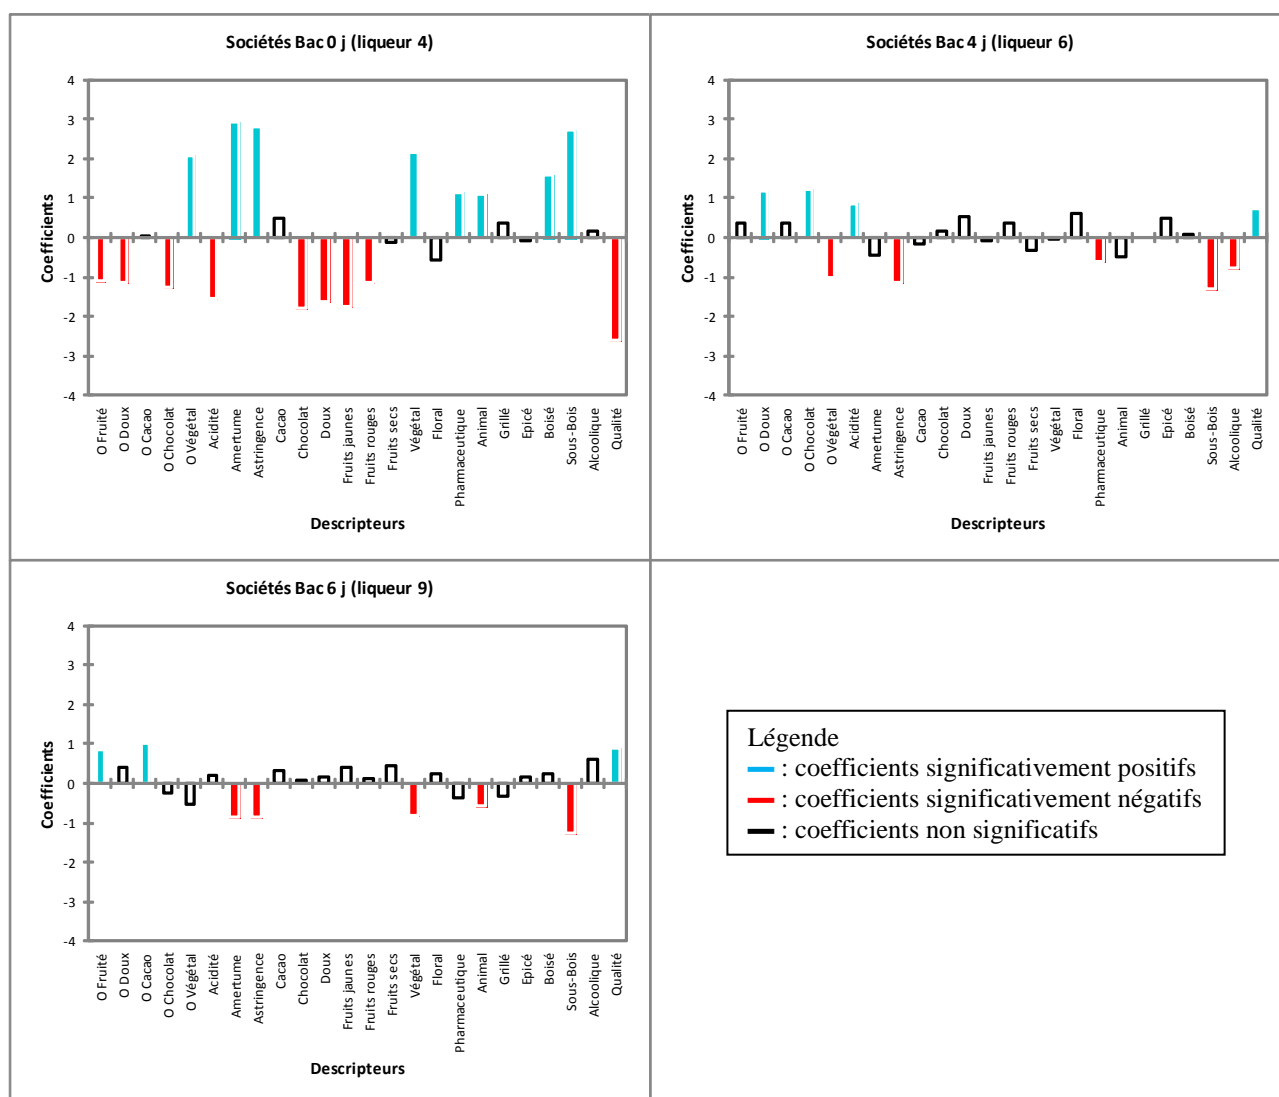 Sociétés Bac 0 j (liqueur 4)
4
3
2
1
0
-1
-2
-3
-4
Coefficients
O Fruité
O Doux
O Cacao
O Chocolat
O Végétal
Acidité
Amertume
Astringence
Cacao
Chocolat
Doux
Fruits jaunes
Fruits rouges
Fruits secs
Végétal
Floral
Pharmaceutique
Animal
Grillé
Epicé
Boisé
Sous-Bois
Alcoolique
Qualité
Descripteurs
Sociétés Bac 4 j (liqueur 6)
4
3
2
1
0
-1
-2
-3
-4
Coefficients
O Fruité
O Doux
O Cacao
O Chocolat
O Végétal
Acidité
Amertume
Astringence
Cacao
Chocolat
Doux
Fruits jaunes
Fruits rouges
Fruits secs
Végétal
Floral
Pharmaceutique
Animal
Grillé
Epicé
Boisé
Sous-Bois
Alcoolique
Qualité
Descripteurs
Sociétés Bac 6 j (liqueur 9)
4
3
2
1
0
-1
-2
-3
-4
Coefficients
O Fruité
O Doux
O Cacao
O Chocolat
O Végétal
Acidité
Amertume
Astringence
Cacao
Chocolat
Doux
Fruits jaunes
Fruits rouges
Fruits secs
Végétal
Floral
Pharmaceutique
Animal
Grillé
Epicé
Boisé
Sous-Bois
Alcoolique
Qualité
Descripteurs
Légende
: coefficients significativement positifs
: coefficients significativement négatifs
: coefficients non significatifs